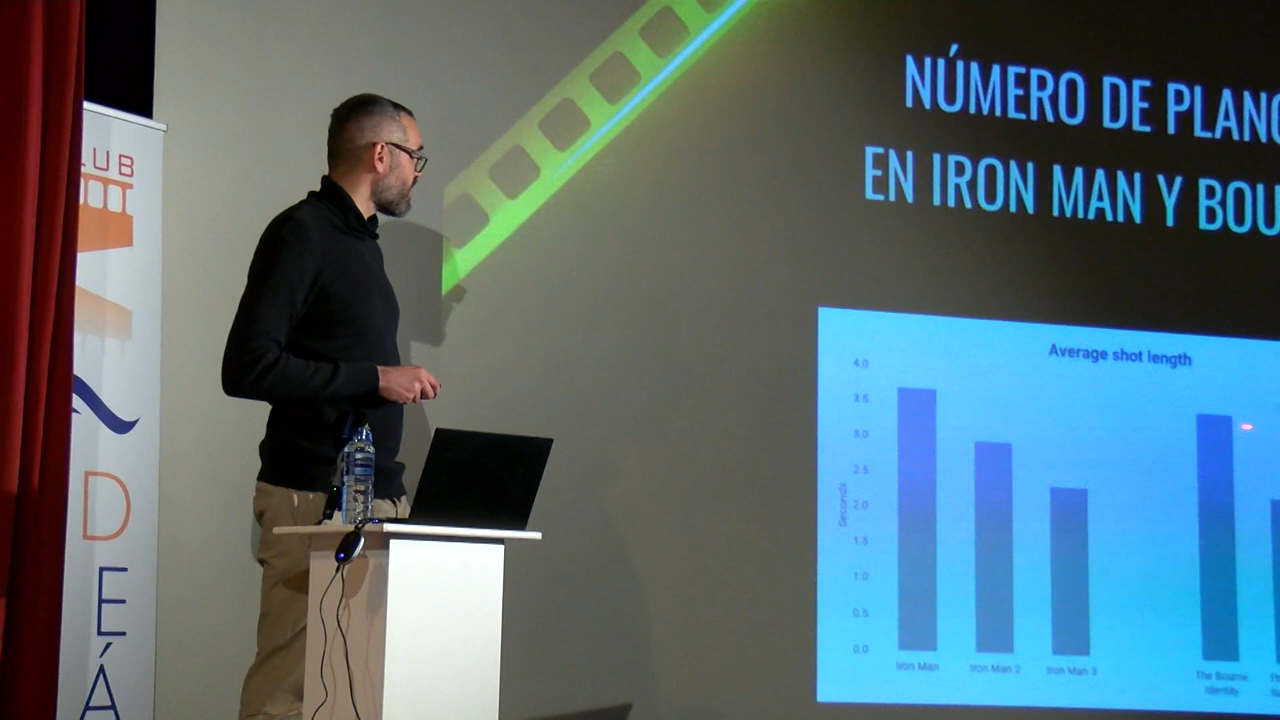 LUB
D
E
Á
NÚMERO DE PLANO
EN IRON MAN Y BOU
Average shot length
Seconds
4.0
3.5
3.0
2.5
2.0
1.5
1.0
0.5
0.0
Iron Man
Iron Man 2
Iron Man 3
The Bourne
Identity